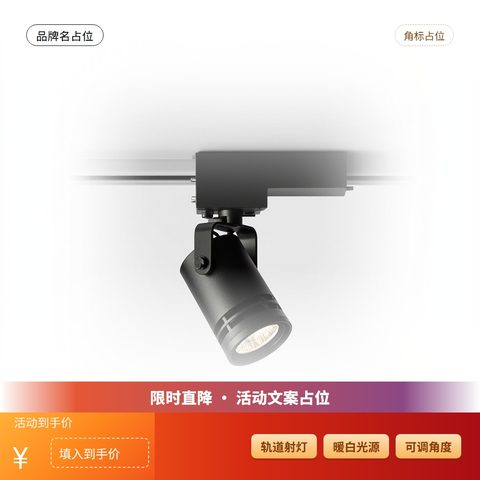 品牌名占位
角标占位
限时直降 • 活动文案占位
活动到手价
¥ 填入到手价
轨道射灯 暖白光源 可调角度